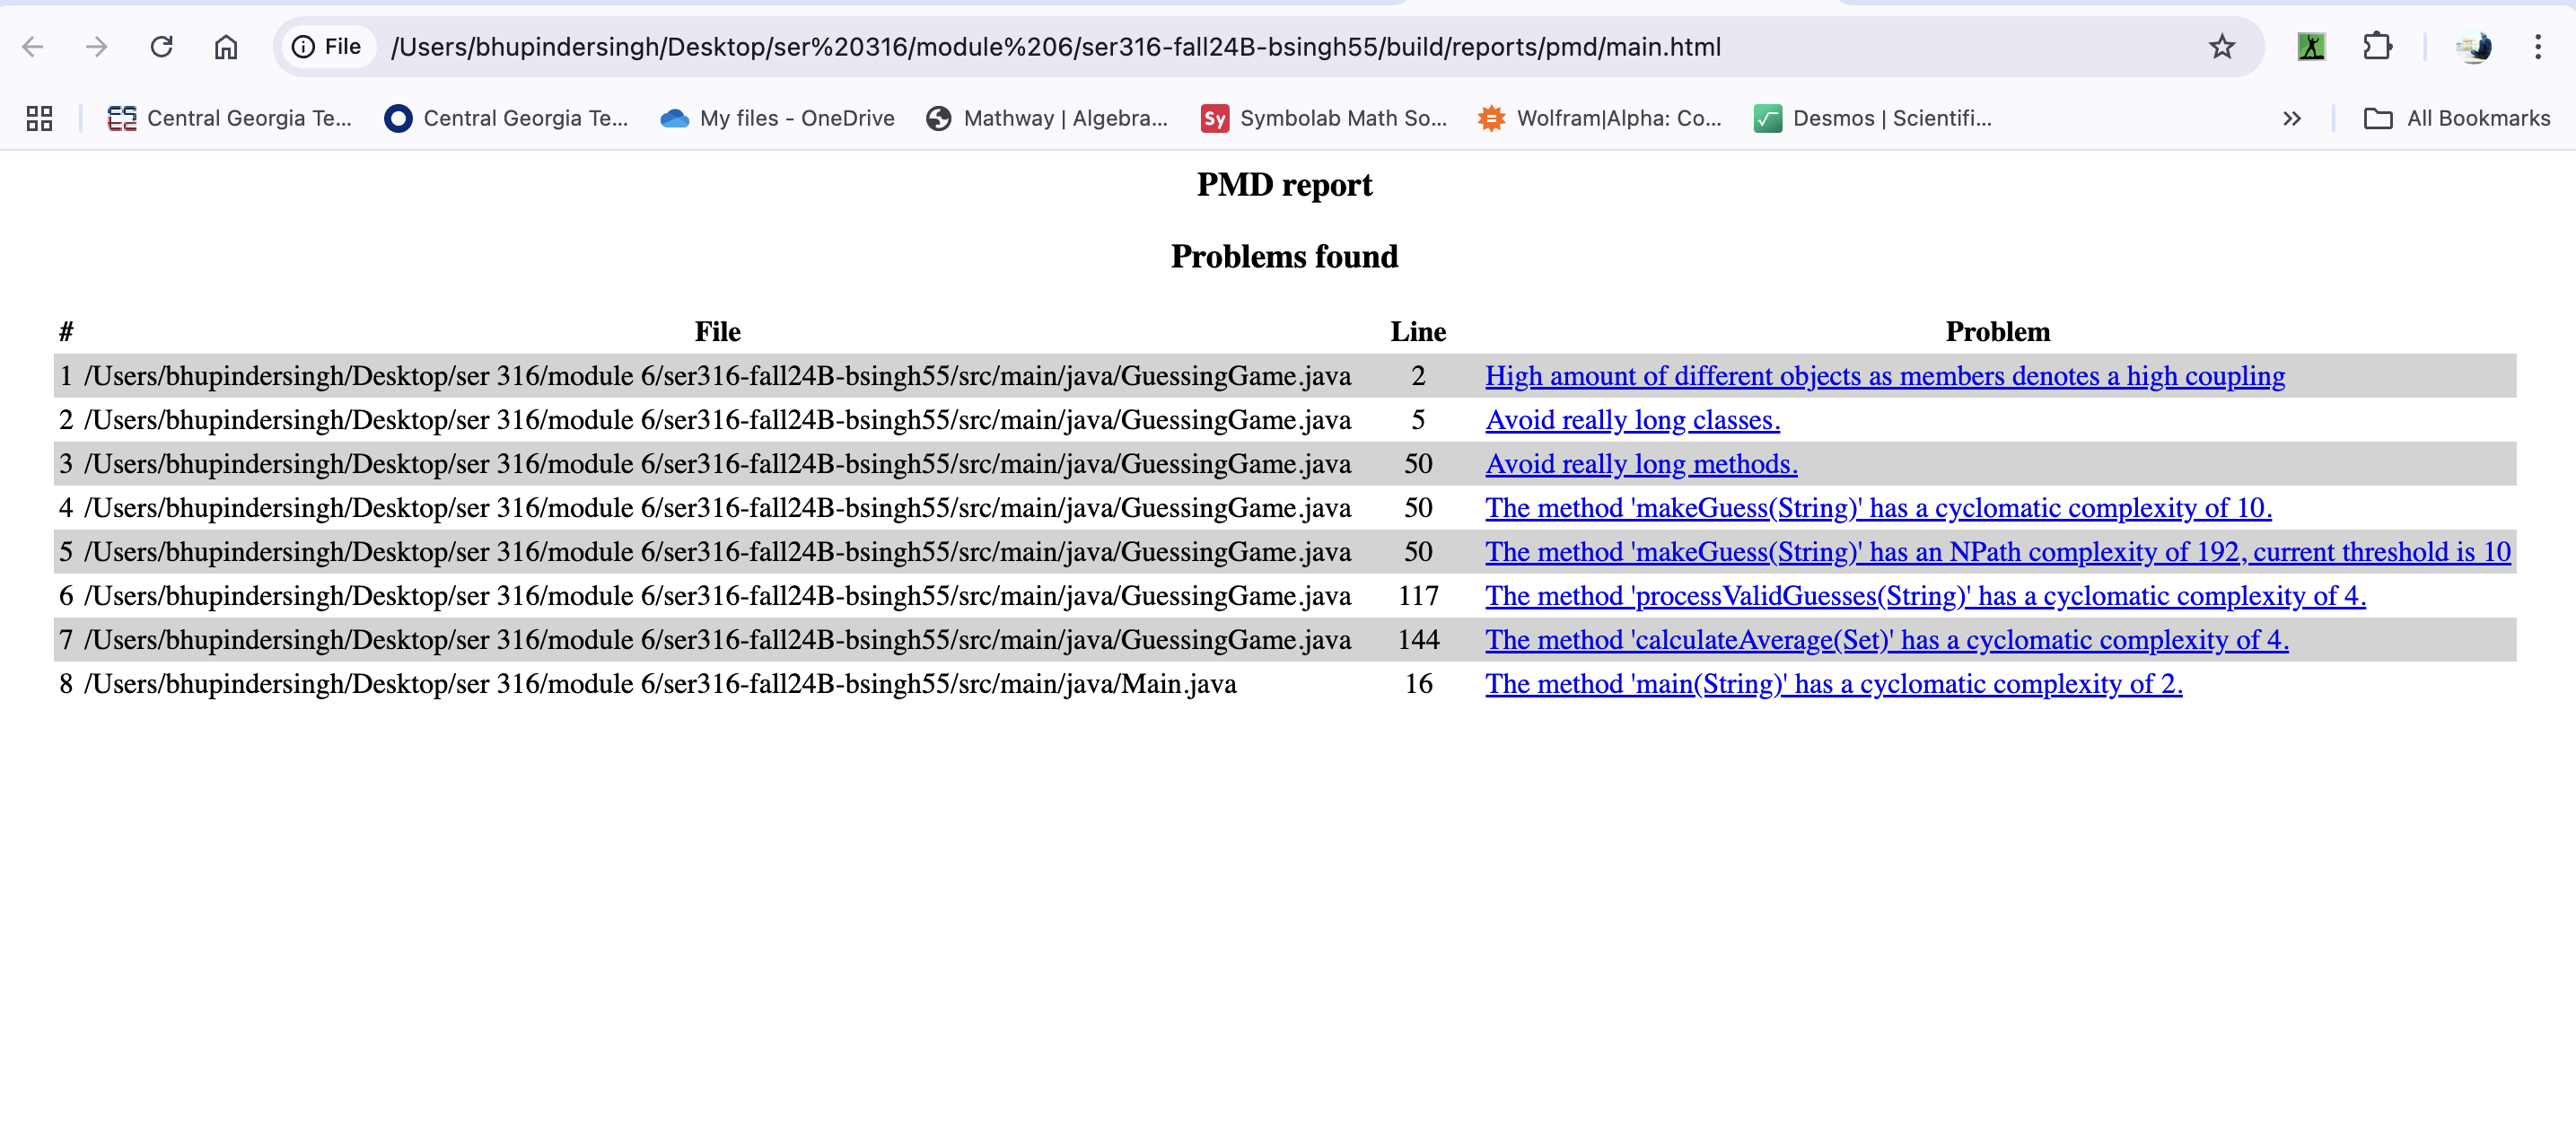 File /Users/bhupindersingh/Desktop/ser%20316/module%206/ser316-fall24B-bsingh55/build/reports/pmd/main.html
Central Georgia Te... Central Georgia Te... My files - OneDrive Mathway | Algebra... Sy Symbolab Math So... Wolfram|Alpha: Co... Desmos | Scientifi... » All Bookmarks
PMD report
Problems found
# File Line Problem
1 /Users/bhupindersingh/Desktop/ser 316/module 6/ser316-fall24B-bsingh55/src/main/java/GuessingGame.java 2 High amount of different objects as members denotes a high coupling
2 /Users/bhupindersingh/Desktop/ser 316/module 6/ser316-fall24B-bsingh55/src/main/java/GuessingGame.java 5 Avoid really long classes.
3 /Users/bhupindersingh/Desktop/ser 316/module 6/ser316-fall24B-bsingh55/src/main/java/GuessingGame.java 50 Avoid really long methods.
4 /Users/bhupindersingh/Desktop/ser 316/module 6/ser316-fall24B-bsingh55/src/main/java/GuessingGame.java 50 The method 'makeGuess(String)' has a cyclomatic complexity of 10.
5 /Users/bhupindersingh/Desktop/ser 316/module 6/ser316-fall24B-bsingh55/src/main/java/GuessingGame.java 50 The method 'makeGuess(String)' has an NPath complexity of 192, current threshold is 10
6 /Users/bhupindersingh/Desktop/ser 316/module 6/ser316-fall24B-bsingh55/src/main/java/GuessingGame.java 117 The method 'processValidGuesses(String)' has a cyclomatic complexity of 4.
7 /Users/bhupindersingh/Desktop/ser 316/module 6/ser316-fall24B-bsingh55/src/main/java/GuessingGame.java 144 The method 'calculateAverage(Set)' has a cyclomatic complexity of 4.
8 /Users/bhupindersingh/Desktop/ser 316/module 6/ser316-fall24B-bsingh55/src/main/java/Main.java 16 The method 'main(String)' has a cyclomatic complexity of 2.